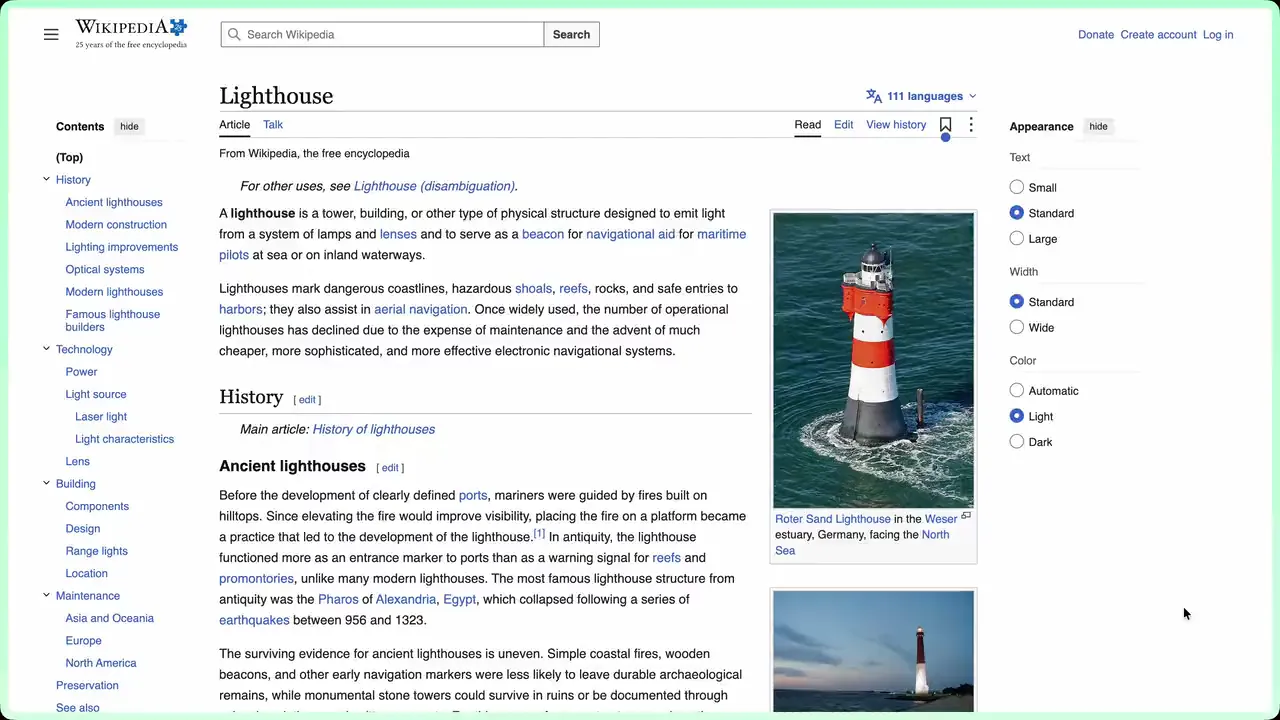 WIKIPEDIA
25 years of the free encyclopedia
Search Wikipedia
Search
Donate Create account Log in
Contents hide
(Top)
History
Ancient lighthouses
Modern construction
Lighting improvements
Optical systems
Modern lighthouses
Famous lighthouse
builders
Technology
Power
Light source
Laser light
Light characteristics
Lens
Building
Components
Design
Range lights
Location
Maintenance
Asia and Oceania
Europe
North America
Preservation
See also
Lighthouse
111 languages
Article Talk
Read Edit View history
From Wikipedia, the free encyclopedia
For other uses, see Lighthouse (disambiguation).
A lighthouse is a tower, building, or other type of physical structure designed to emit light
from a system of lamps and lenses and to serve as a beacon for navigational aid for maritime
pilots at sea or on inland waterways.
Lighthouses mark dangerous coastlines, hazardous shoals, reefs, rocks, and safe entries to
harbors; they also assist in aerial navigation. Once widely used, the number of operational
lighthouses has declined due to the expense of maintenance and the advent of much
cheaper, more sophisticated, and more effective electronic navigational systems.
History [ edit ]
Main article: History of lighthouses
Ancient lighthouses [ edit ]
Before the development of clearly defined ports, mariners were guided by fires built on
hilltops. Since elevating the fire would improve visibility, placing the fire on a platform became
a practice that led to the development of the lighthouse.[1] In antiquity, the lighthouse
functioned more as an entrance marker to ports than as a warning signal for reefs and
promontories, unlike many modern lighthouses. The most famous lighthouse structure from
antiquity was the Pharos of Alexandria, Egypt, which collapsed following a series of
earthquakes between 956 and 1323.
The surviving evidence for ancient lighthouses is uneven. Simple coastal fires, wooden
beacons, and other early navigation markers were less likely to leave durable archaeological
remains, while monumental stone towers could survive in ruins or be documented through
Roter Sand Lighthouse in the Weser
estuary, Germany, facing the North
Sea
Appearance hide
Text
Small
Standard
Large
Width
Standard
Wide
Color
Automatic
Light
Dark